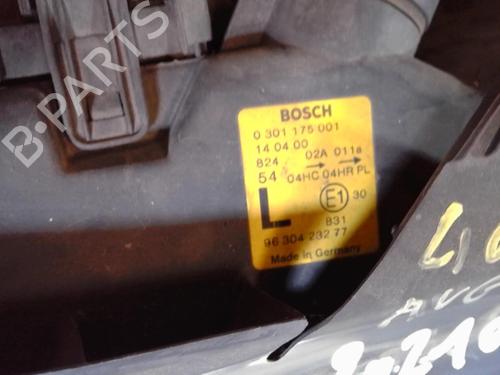 B-PARTS
BOSCH
0 301 175 001
14 04 00
824 02A 011a
54 04HC 04HR PL
L E1 30
831
96 304 232 77
Made in Germany